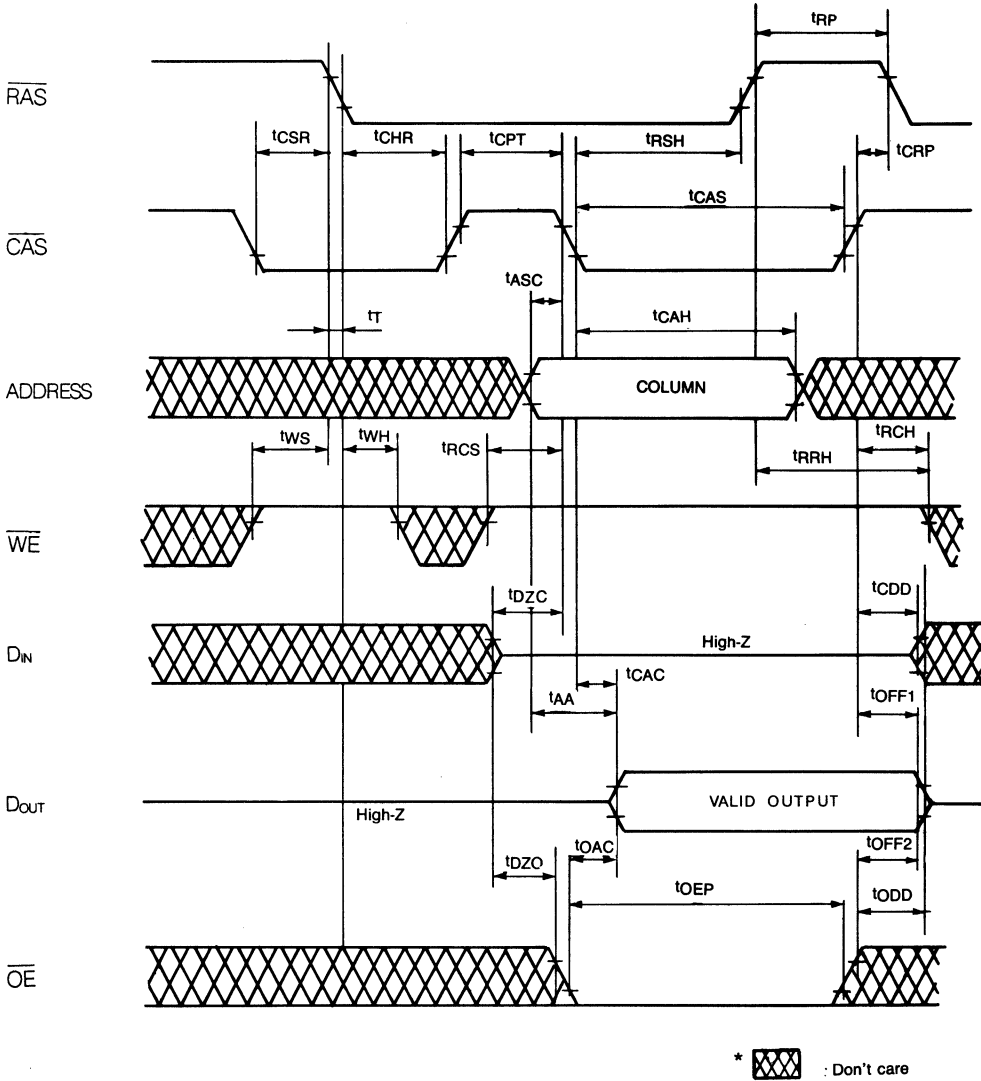 tRP
RAS
tCSR
tCHR
tCPT
tRSH
tCRP
tCAS
CAS
tASC
tT
tCAH
ADDRESS
COLUMN
tWS
tWH
tRCS
tRCH
tRRH
WE
tDZC
tCDD
DIN
High-Z
tCAC
tAA
tOFF1
DOUT
VALID OUTPUT
High-Z
tOAC
tOFF2
tDZO
tOEP
tODD
OE
* : Don't care